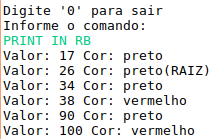 Digite '0' para sair
Informe o comando:
PRINT IN RB
Valor: 17 Cor: preto
Valor: 26 Cor: preto(RAIZ)
Valor: 34 Cor: preto
Valor: 38 Cor: vermelho
Valor: 90 Cor: preto
Valor: 100 Cor: vermelho